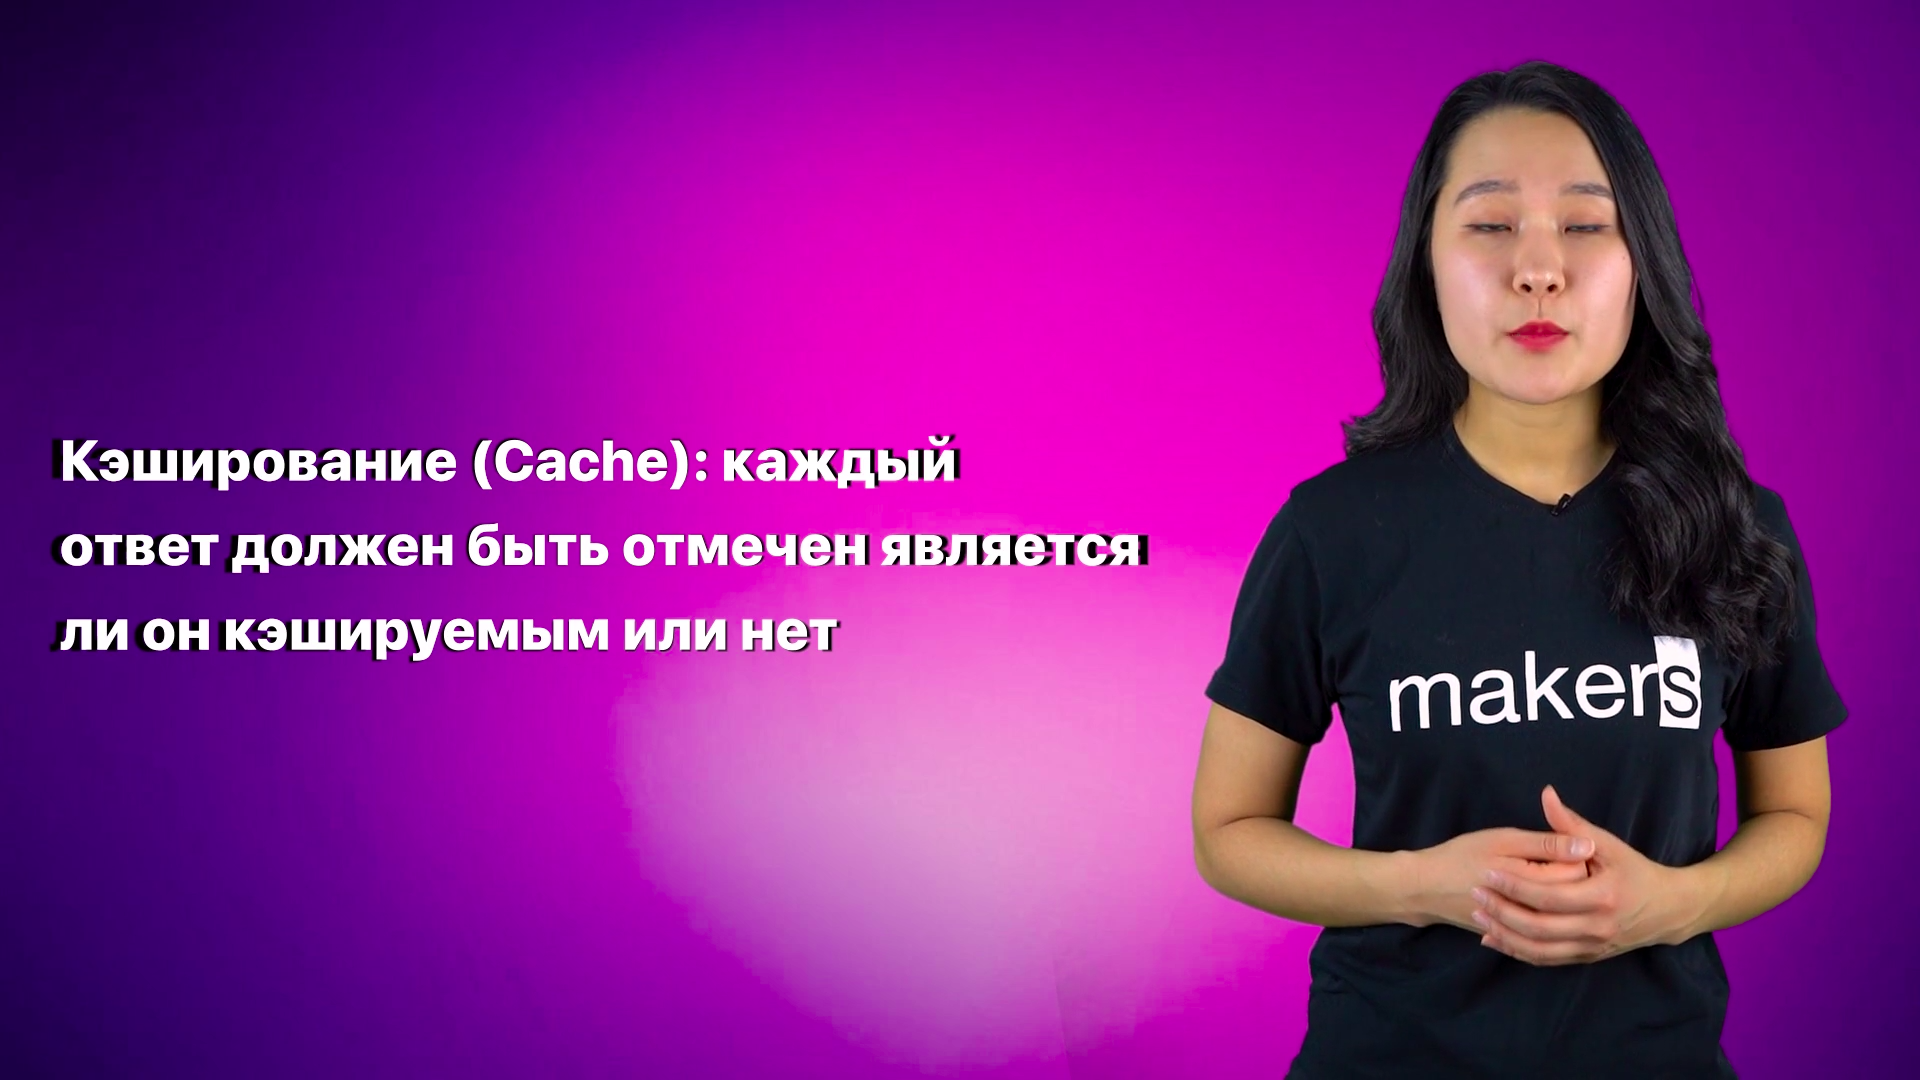 Кэширование (Cache): каждый
ответ должен быть отмечен является
ли он кэшируемым или нет
makers